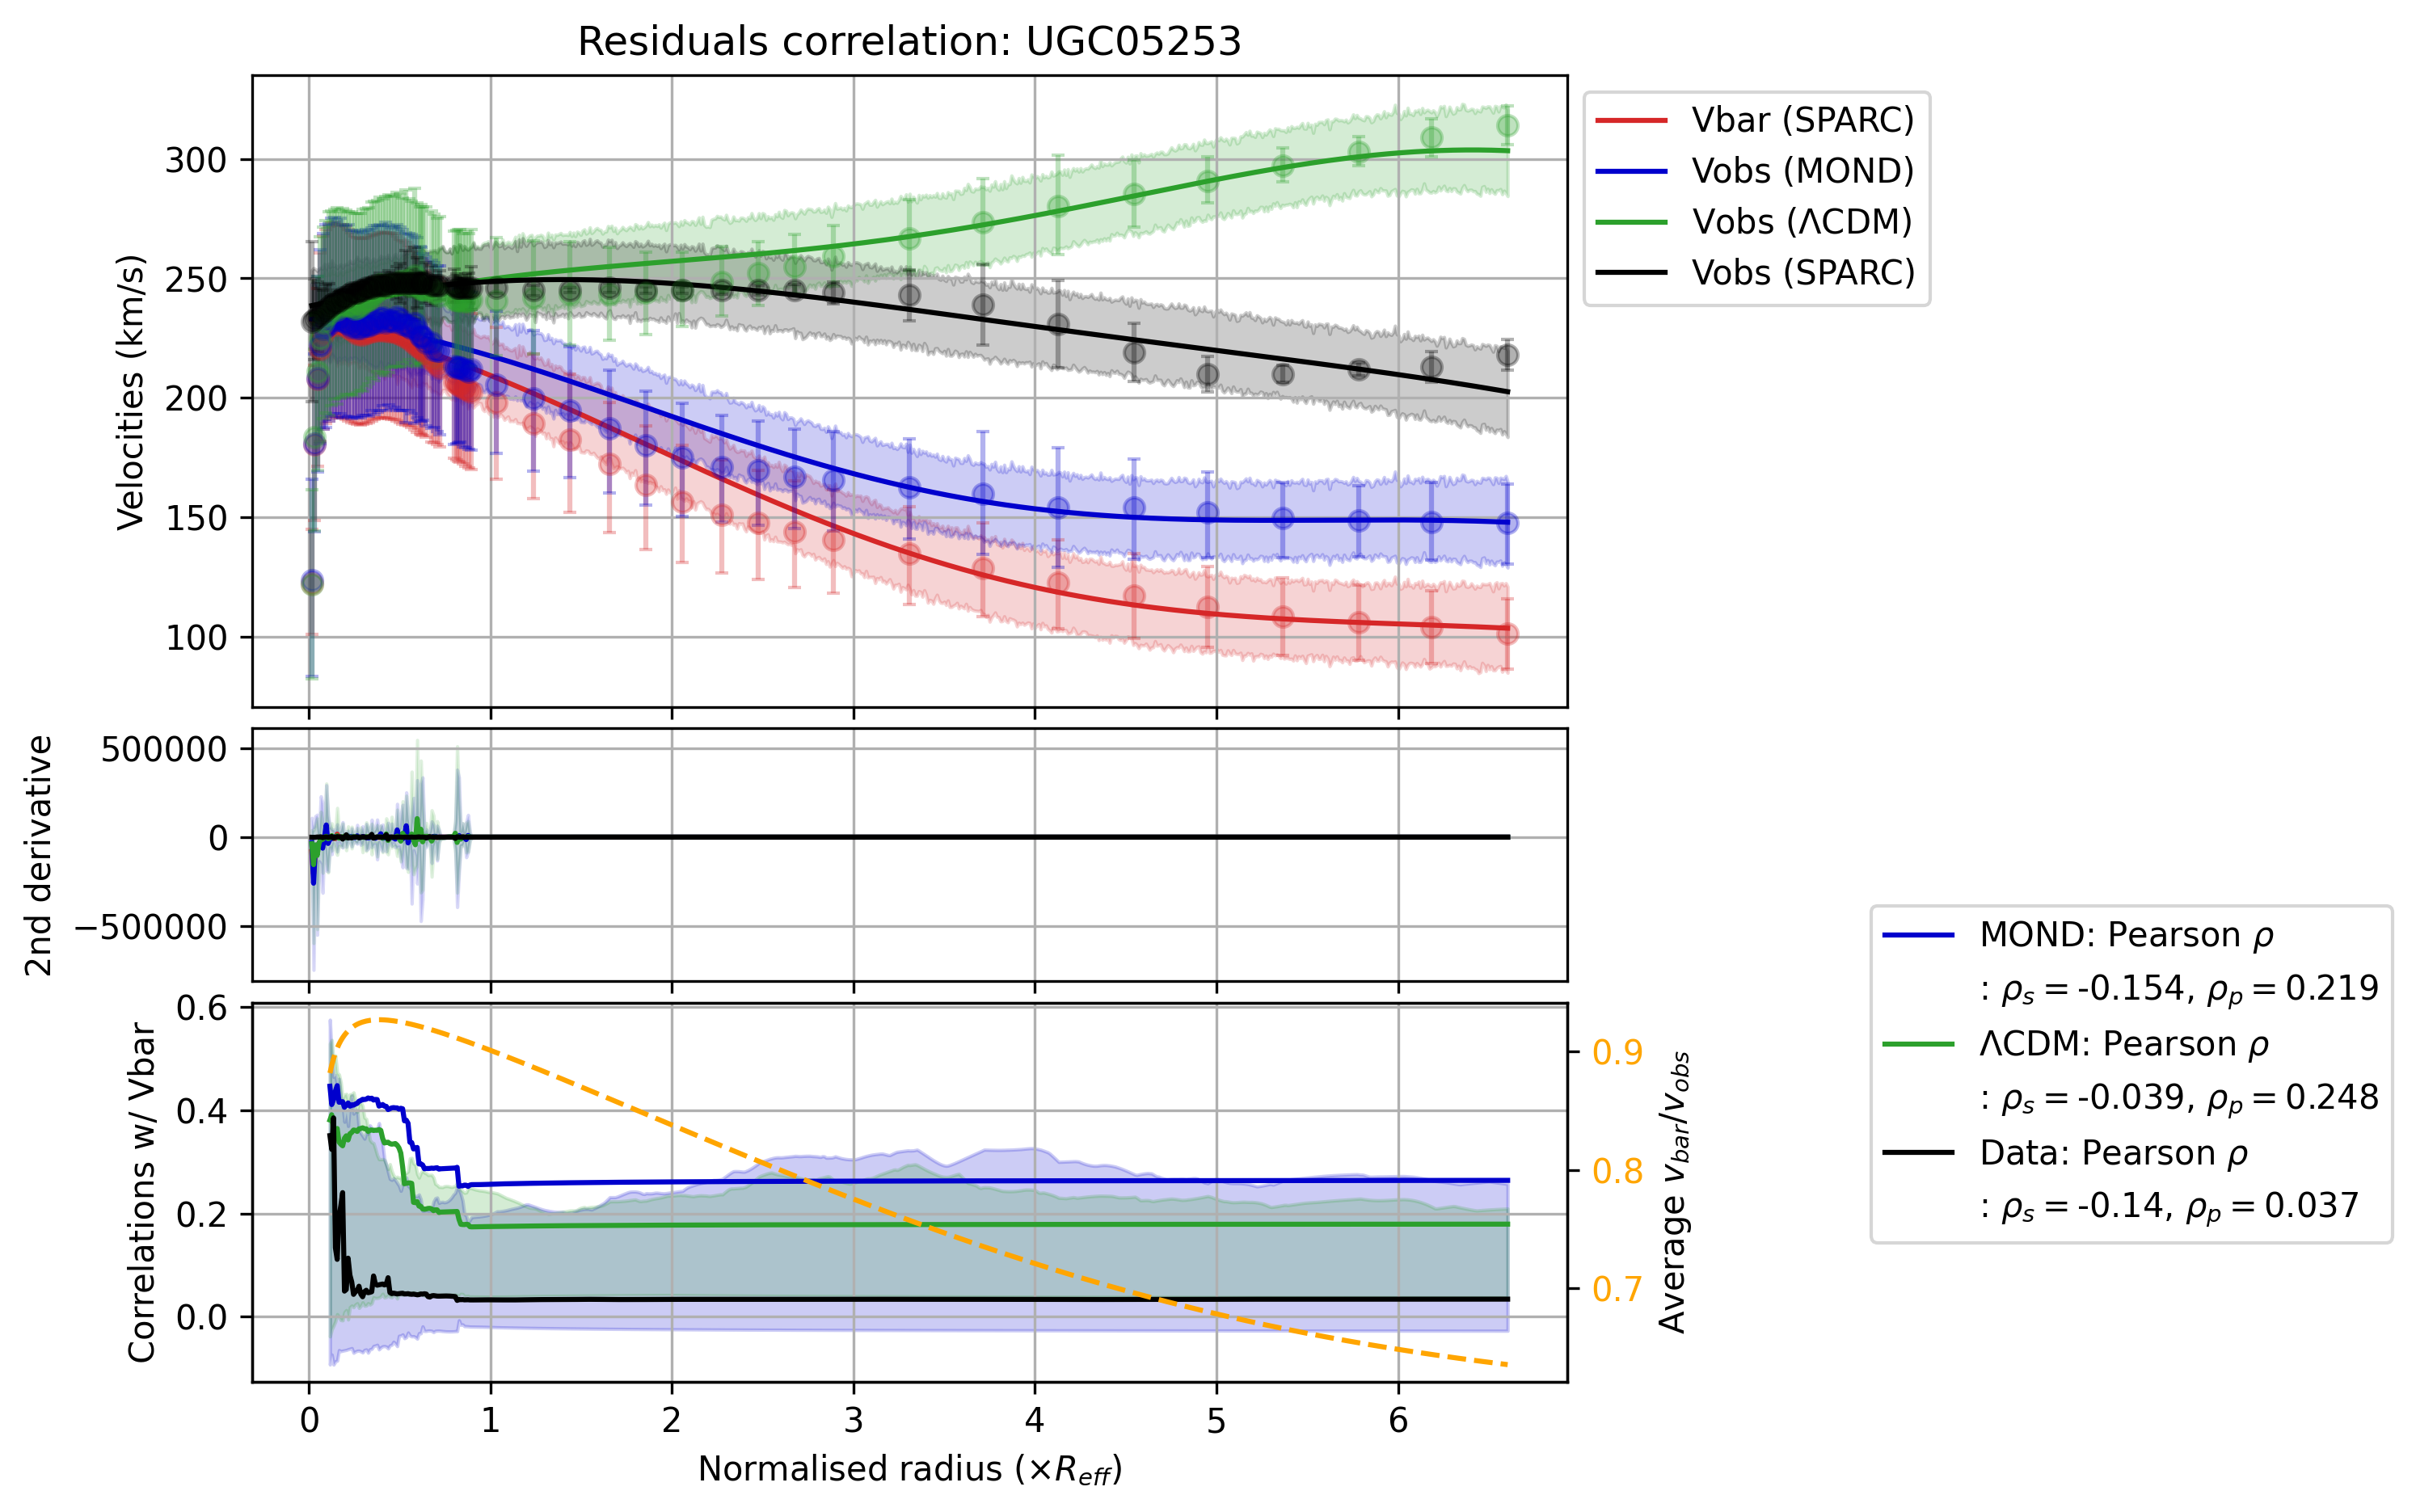 Residuals correlation: UGC05253
Velocities (km/s)
300
250
200
150
100
Vbar (SPARC)
Vobs (MOND)
Vobs (ΛCDM)
Vobs (SPARC)
2nd derivative
500000
0
−500000
Correlations w/ Vbar
0.6
0.4
0.2
0.0
0.9
0.8
0.7
Average v_bar/v_obs
MOND: Pearson ρ
: ρ_s = -0.154, ρ_p = 0.219
ΛCDM: Pearson ρ
: ρ_s = -0.039, ρ_p = 0.248
Data: Pearson ρ
: ρ_s = -0.14, ρ_p = 0.037
0 1 2 3 4 5 6
Normalised radius (×R_eff)